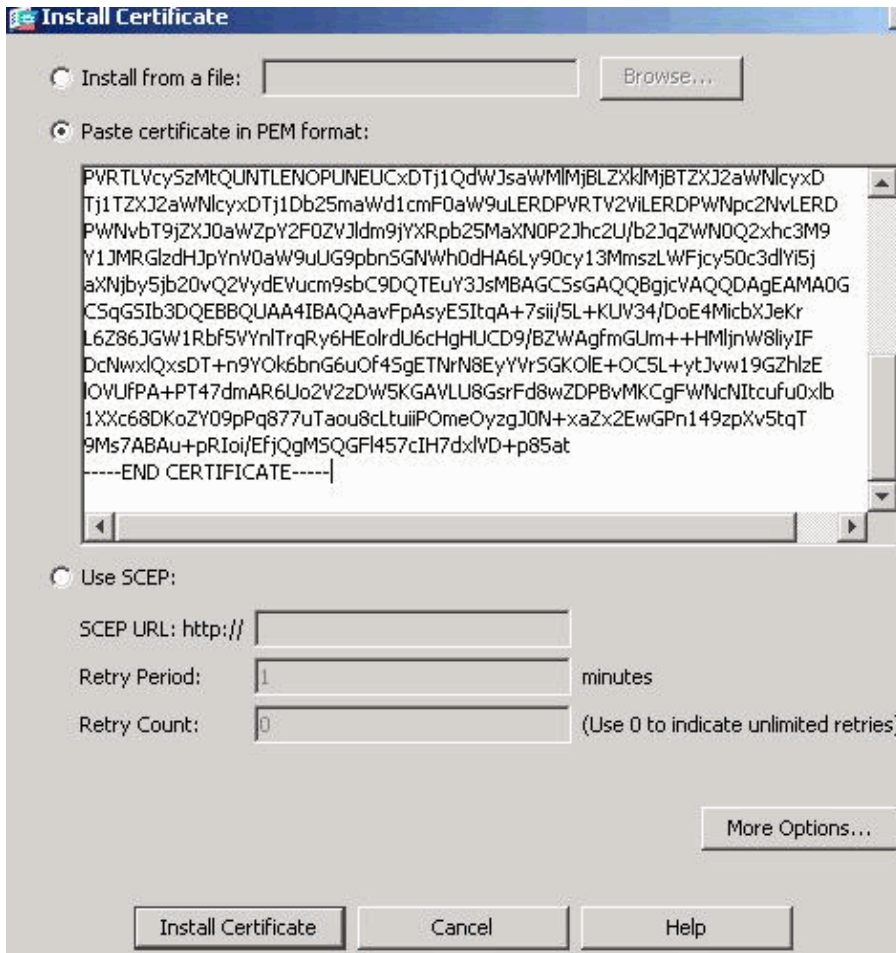 Install Certificate
Install from a file:
Browse...
Paste certificate in PEM format:
PVRTLVcySzMtQUNTLENOPUNEUCxDTj1QdWJsaWMlMjBLZXklMjBTZXJ2aWNlcyxD
Tj1TZXJ2aWNlcyxDTj1Db25maWd1cmF0aW9uLERDPVRTV2ViLERDPWNpc2NvLERD
PWNvbT9jZXJ0aWZpY2F0ZVJldm9jYXRpb25MaXN0P2Jhc2U/b2JqZWN0Q2xhc3M9
Y1JMRGlzdHJpYnV0aW9uUG9pbnSGNWh0dHA6Ly90cy13MmszLWFjcy50c3dlYi5j
aXNjby5jb20vQ2VydEVucm9sbC9DQTEuY3JsMBAGCSsGAQQBgjcVAQQDAgEAMA0G
CSqGSIb3DQEBBQUAA4IBAQAavFpAsyESItqA+7sii/5L+KUV34/DoE4MicbXJeKr
L6Z86JGW1Rbf5VYnlTrqRy6HEolrdU6cHgHUCD9/BZWAgfmGUm++HMljnW8liyIF
DcNwxlQxsDT+n9YOk6bnG6uOf4SgETNrN8EyYVrSGKOlE+OC5L+ytJvw19GZhlzE
lOVUfPA+PT47dmAR6Uo2V2zDW5KGAVLU8GsrFd8wZDPBvMKCgFWNcNItcufu0xlb
1XXc68DKoZY09pPq877uTaou8cLtuiiPOmeOyzgJ0N+xaZx2EwGPn149zpXv5tqT
9Ms7ABAu+pRIoi/EfjQgMSQGFl457cIH7dxlVD+p85at
-----END CERTIFICATE-----
Use SCEP:
SCEP URL: http://
Retry Period: 1 minutes
Retry Count: 0 (Use 0 to indicate unlimited retries)
More Options...
Install Certificate Cancel Help